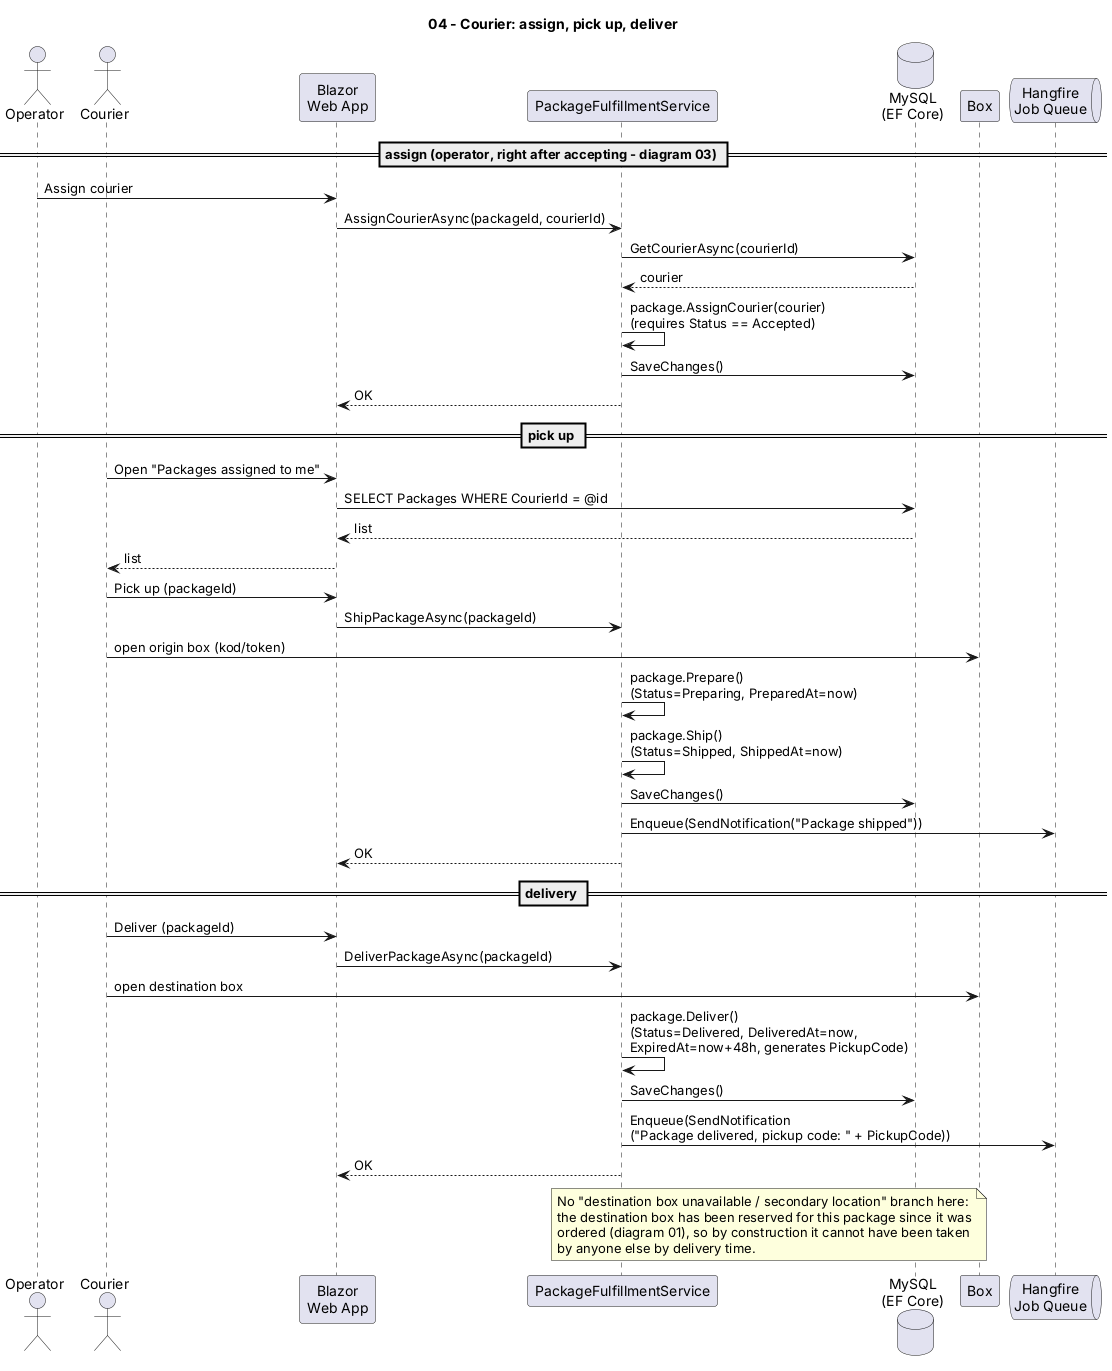 04 - Courier: assign, pick up, deliver
Operator
Courier
Blazor
Web App
PackageFulfillmentService
MySQL
(EF Core)
Box
Hangfire
Job Queue
assign (operator, right after accepting - diagram 03)
Assign courier
AssignCourierAsync(packageId, courierId)
GetCourierAsync(courierId)
courier
package.AssignCourier(courier)
(requires Status == Accepted)
SaveChanges()
OK
pick up
Open "Packages assigned to me"
SELECT Packages WHERE CourierId = @id
list
list
Pick up (packageId)
ShipPackageAsync(packageId)
open origin box (kod/token)
package.Prepare()
(Status=Preparing, PreparedAt=now)
package.Ship()
(Status=Shipped, ShippedAt=now)
SaveChanges()
Enqueue(SendNotification("Package shipped"))
OK
delivery
Deliver (packageId)
DeliverPackageAsync(packageId)
open destination box
package.Deliver()
(Status=Delivered, DeliveredAt=now,
ExpiredAt=now+48h, generates PickupCode)
SaveChanges()
Enqueue(SendNotification
("Package delivered, pickup code: " + PickupCode))
OK
No "destination box unavailable / secondary location" branch here:
the destination box has been reserved for this package since it was
ordered (diagram 01), so by construction it cannot have been taken
by anyone else by delivery time.
Operator
Courier
Blazor
Web App
PackageFulfillmentService
MySQL
(EF Core)
Box
Hangfire
Job Queue